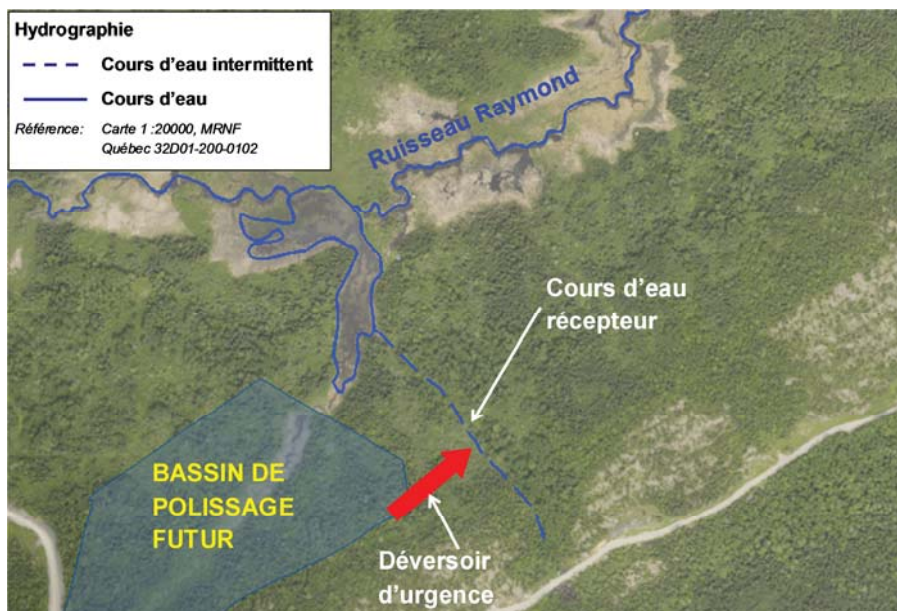 Hydrographie
Cours d'eau intermittent
Cours d'eau
Référence: Carte 1 :20000, MRNF
Québec 32D01-200-0102
Ruisseau Raymond
Cours d'eau
récepteur
BASSIN DE
POLISSAGE
FUTUR
Déversoir
d'urgence